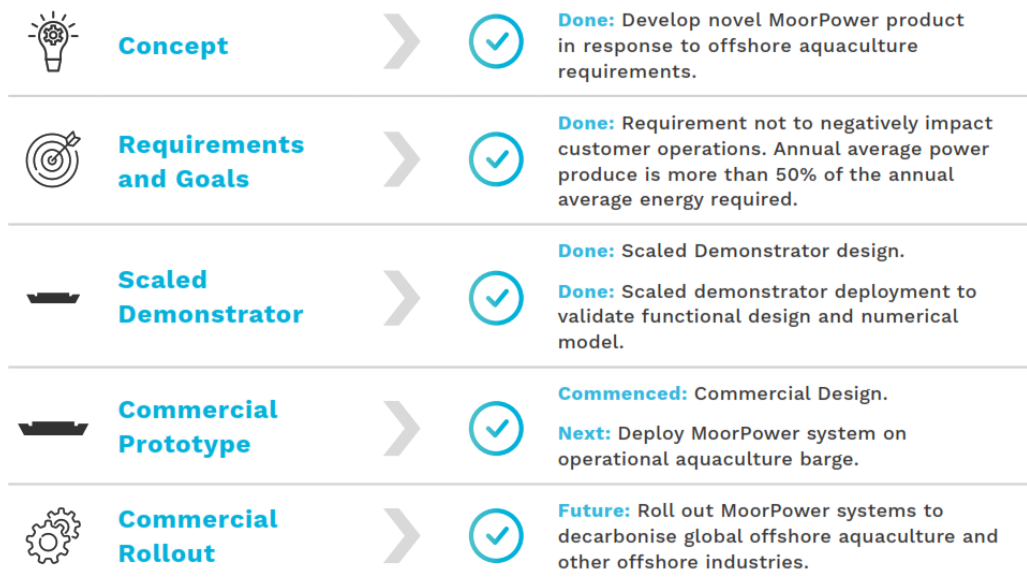 Concept
Done: Develop novel MoorPower product
in response to offshore aquaculture
requirements.
Requirements
and Goals
Done: Requirement not to negatively impact
customer operations. Annual average power
produce is more than 50% of the annual
average energy required.
Scaled
Demonstrator
Done: Scaled Demonstrator design.
Done: Scaled demonstrator deployment to
validate functional design and numerical
model.
Commercial
Prototype
Commenced: Commercial Design.
Next: Deploy MoorPower system on
operational aquaculture barge.
Commercial
Rollout
Future: Roll out MoorPower systems to
decarbonise global offshore aquaculture and
other offshore industries.